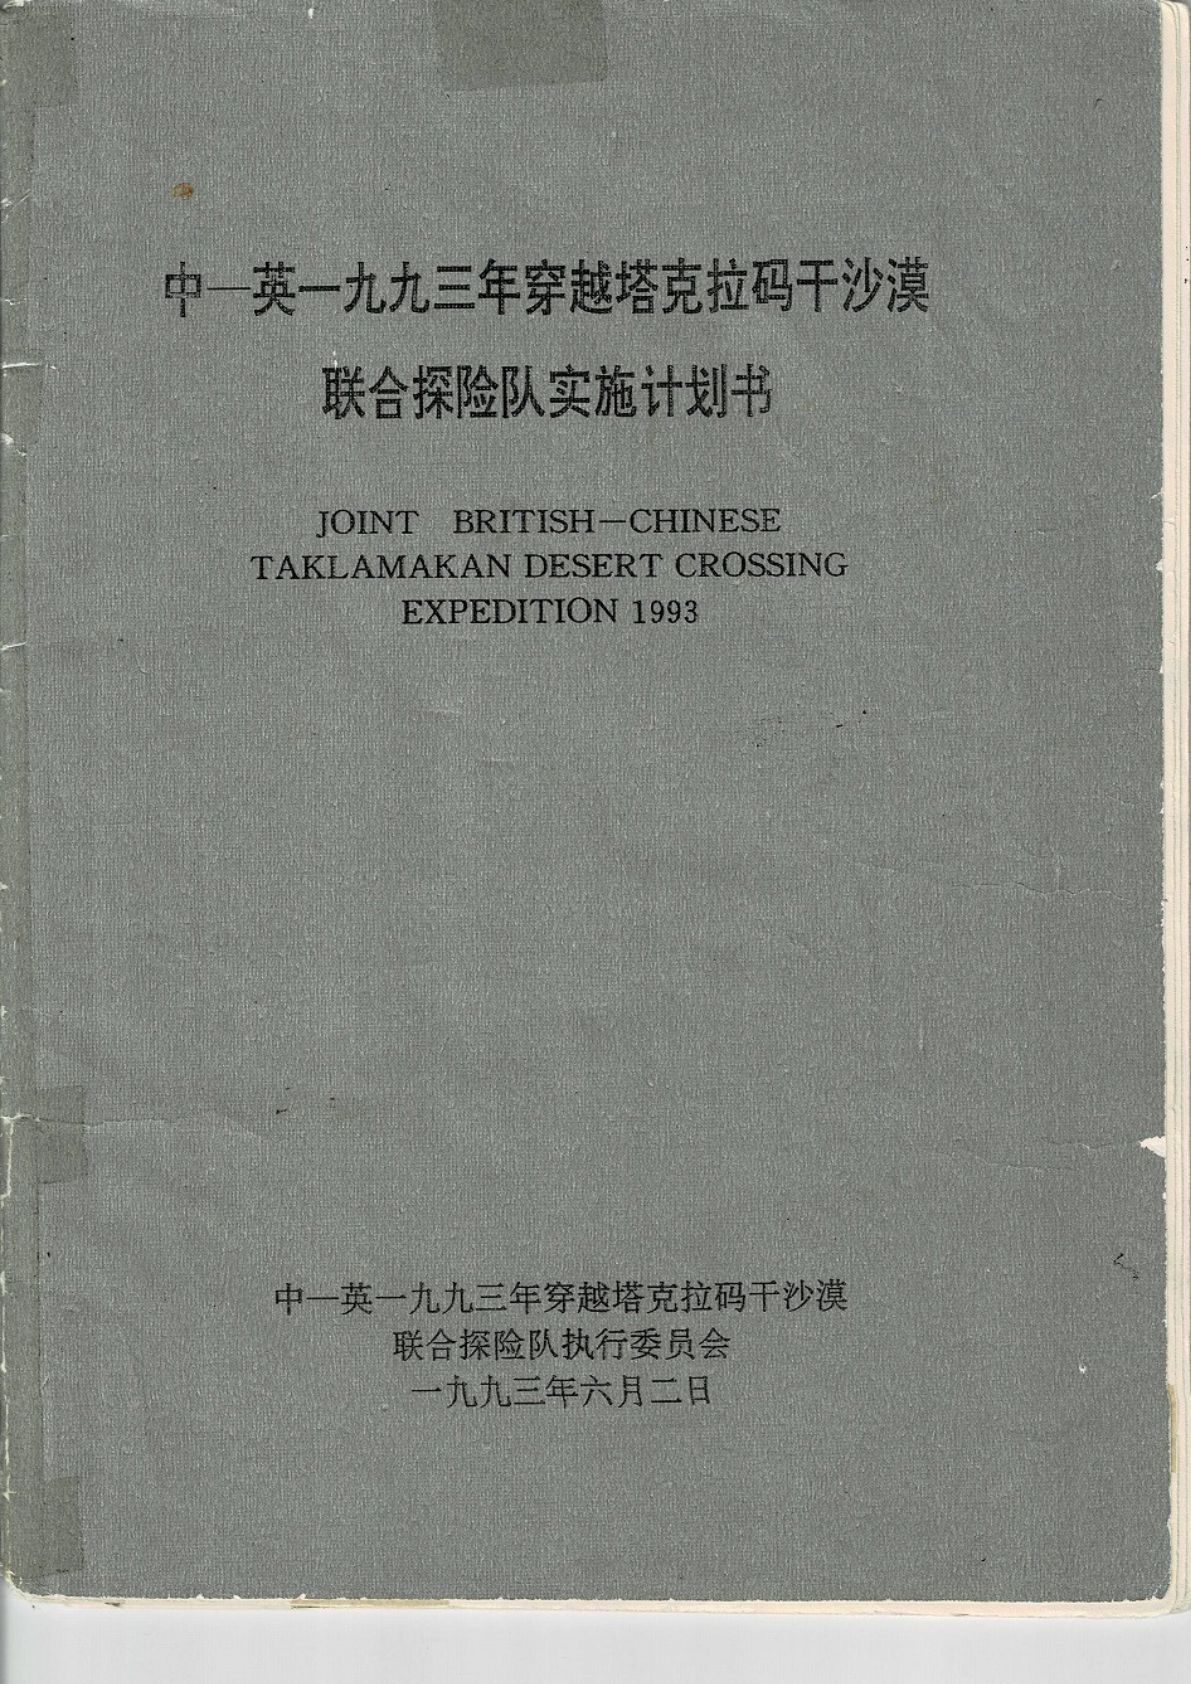 中—英一九九三年穿越塔克拉码干沙漠
联合探险队实施计划书
JOINT BRITISH—CHINESE
TAKLAMAKAN DESERT CROSSING
EXPEDITION 1993
中—英一九九三年穿越塔克拉码干沙漠
联合探险队执行委员会
一九九三年六月二日